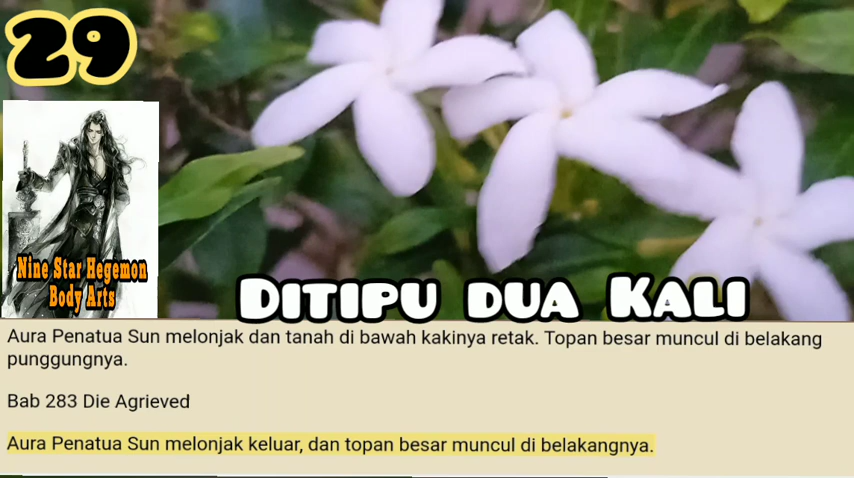 29
Nine Star Hegemon
Body Arts
Ditipu dua Kali
Aura Penatua Sun melonjak dan tanah di bawah kakinya retak. Topan besar muncul di belakang
punggungnya.
Bab 283 Die Agrieved
Aura Penatua Sun melonjak keluar, dan topan besar muncul di belakangnya.